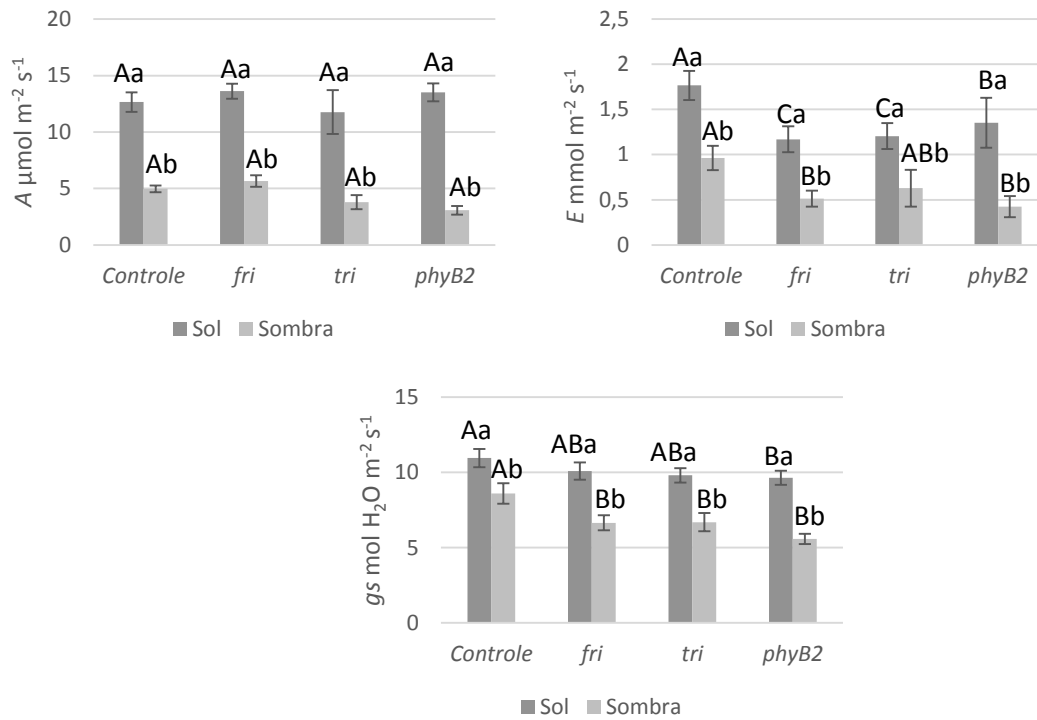 20
15
10
5
0
A µmol m⁻² s⁻¹
Aa Aa Aa Aa
Ab Ab Ab Ab
Controle fri tri phyB2
Sol Sombra
2,5
2
1,5
1
0,5
0
E mmol m⁻² s⁻¹
Aa Ca Ca Ba
Ab Bb ABb Bb
Controle fri tri phyB2
Sol Sombra
15
10
5
0
gs mol H₂O m⁻² s⁻¹
Aa ABa ABa Ba
Ab Bb Bb Bb
Controle fri tri phyB2
Sol Sombra